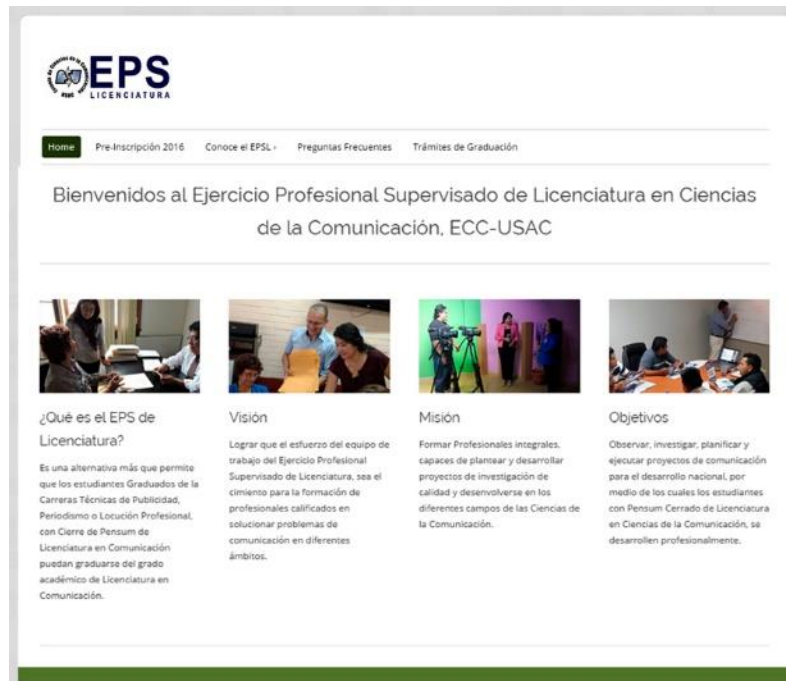 EPS
LICENCIATURA
Home Pre-Inscripción 2016 Conoce el EPSL Preguntas Frecuentes Trámites de Graduación
Bienvenidos al Ejercicio Profesional Supervisado de Licenciatura en Ciencias
de la Comunicación, ECC-USAC
¿Qué es el EPS de
Licenciatura?
Es una alternativa más que permite
que los estudiantes Graduados de la
Carreras Técnicas de Publicidad,
Periodismo o Locución Profesional,
con Cierre de Pensum de
Licenciatura en Comunicación
puedan graduarse del grado
académico de Licenciatura en
Comunicación.
Visión
Lograr que el esfuerzo del equipo de
trabajo del Ejercicio Profesional
Supervisado de Licenciatura, sea el
cimiento para la formación de
profesionales calificados en
solucionar problemas de
comunicación en diferentes
ámbitos.
Misión
Formar Profesionales integrales,
capaces de plantear y desarrollar
proyectos de investigación de
calidad y desenvolverse en los
diferentes campos de las Ciencias de
la Comunicación.
Objetivos
Observar, investigar, planificar y
ejecutar proyectos de comunicación
para el desarrollo nacional, por
medio de los cuales los estudiantes
con Pensum Cerrado de Licenciatura
en Ciencias de la Comunicación, se
desarrollen profesionalmente.